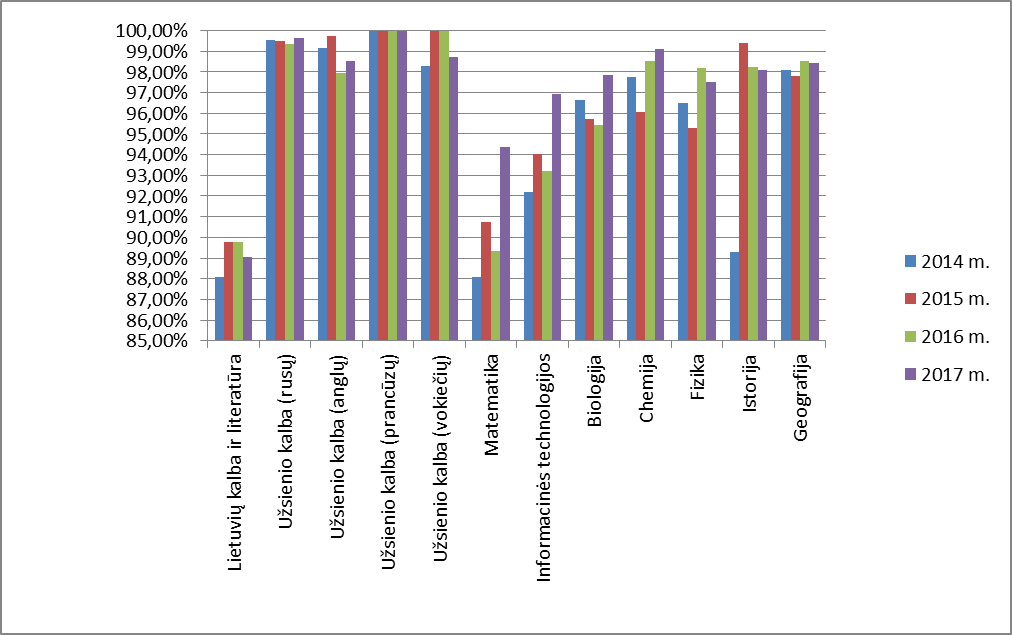 100,00%
99,00%
98,00%
97,00%
96,00%
95,00%
94,00%
93,00%
92,00%
91,00%
90,00%
89,00%
88,00%
87,00%
86,00%
85,00%
Lietuvių kalba ir literatūra
Užsienio kalba (rusų)
Užsienio kalba (anglų)
Užsienio kalba (prancūzų)
Užsienio kalba (vokiečių)
Matematika
Informacinės technologijos
Biologija
Chemija
Fizika
Istorija
Geografija
2014 m.
2015 m.
2016 m.
2017 m.